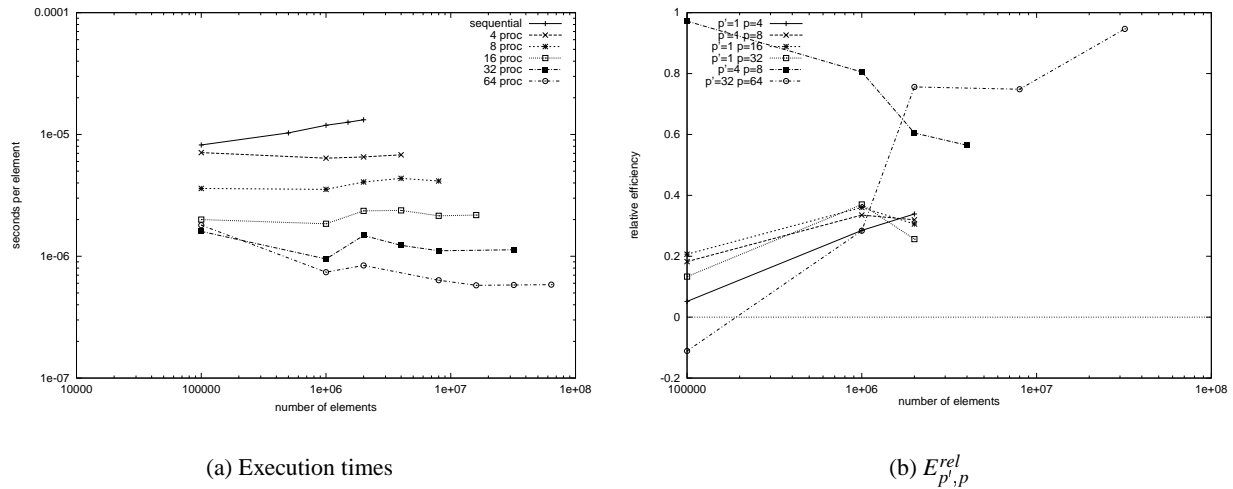 0.0001
1e-05
1e-06
1e-07
10000
100000
1e+06
1e+07
1e+08
seconds per element
number of elements
sequential
4 proc
8 proc
16 proc
32 proc
64 proc
(a) Execution times
1
0.8
0.6
0.4
0.2
0
-0.2
100000
1e+06
1e+07
1e+08
relative efficiency
number of elements
p'=1 p=4
p'=1 p=8
p'=1 p=16
p'=1 p=32
p'=4 p=8
p'=32 p=64
(b) E^{rel}_{p',p}